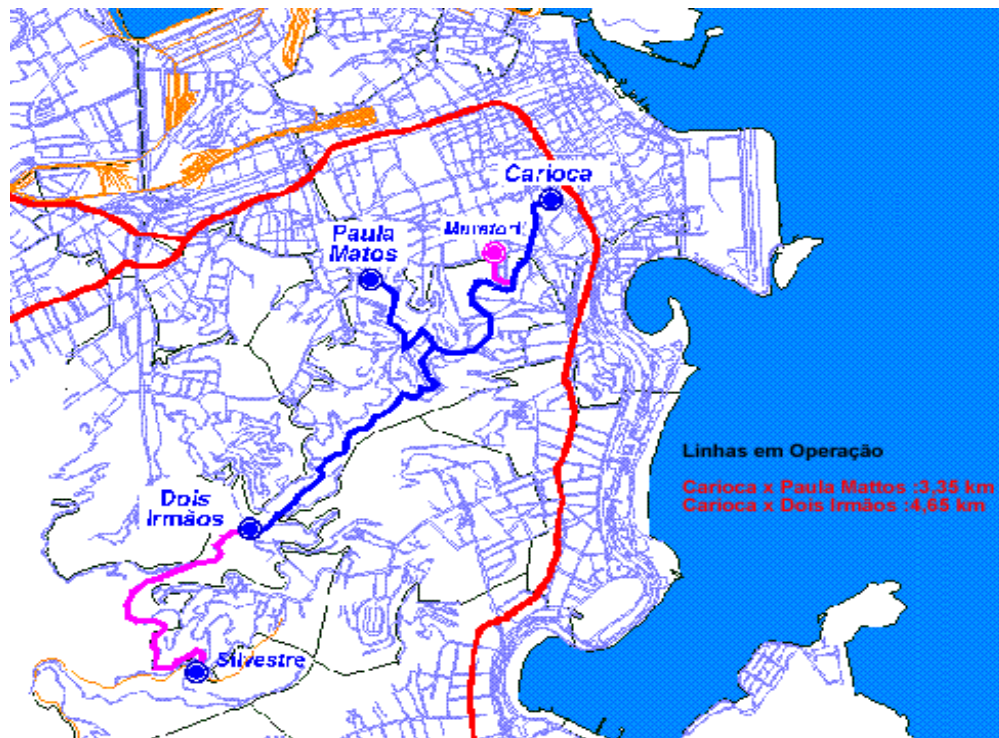 Carioca
Muratori
Paula
Matos
Linhas em Operação
Carioca x Paula Mattos :3,35 km
Carioca x Dois Irmãos :4,65 km
Dois
Irmãos
Silvestre